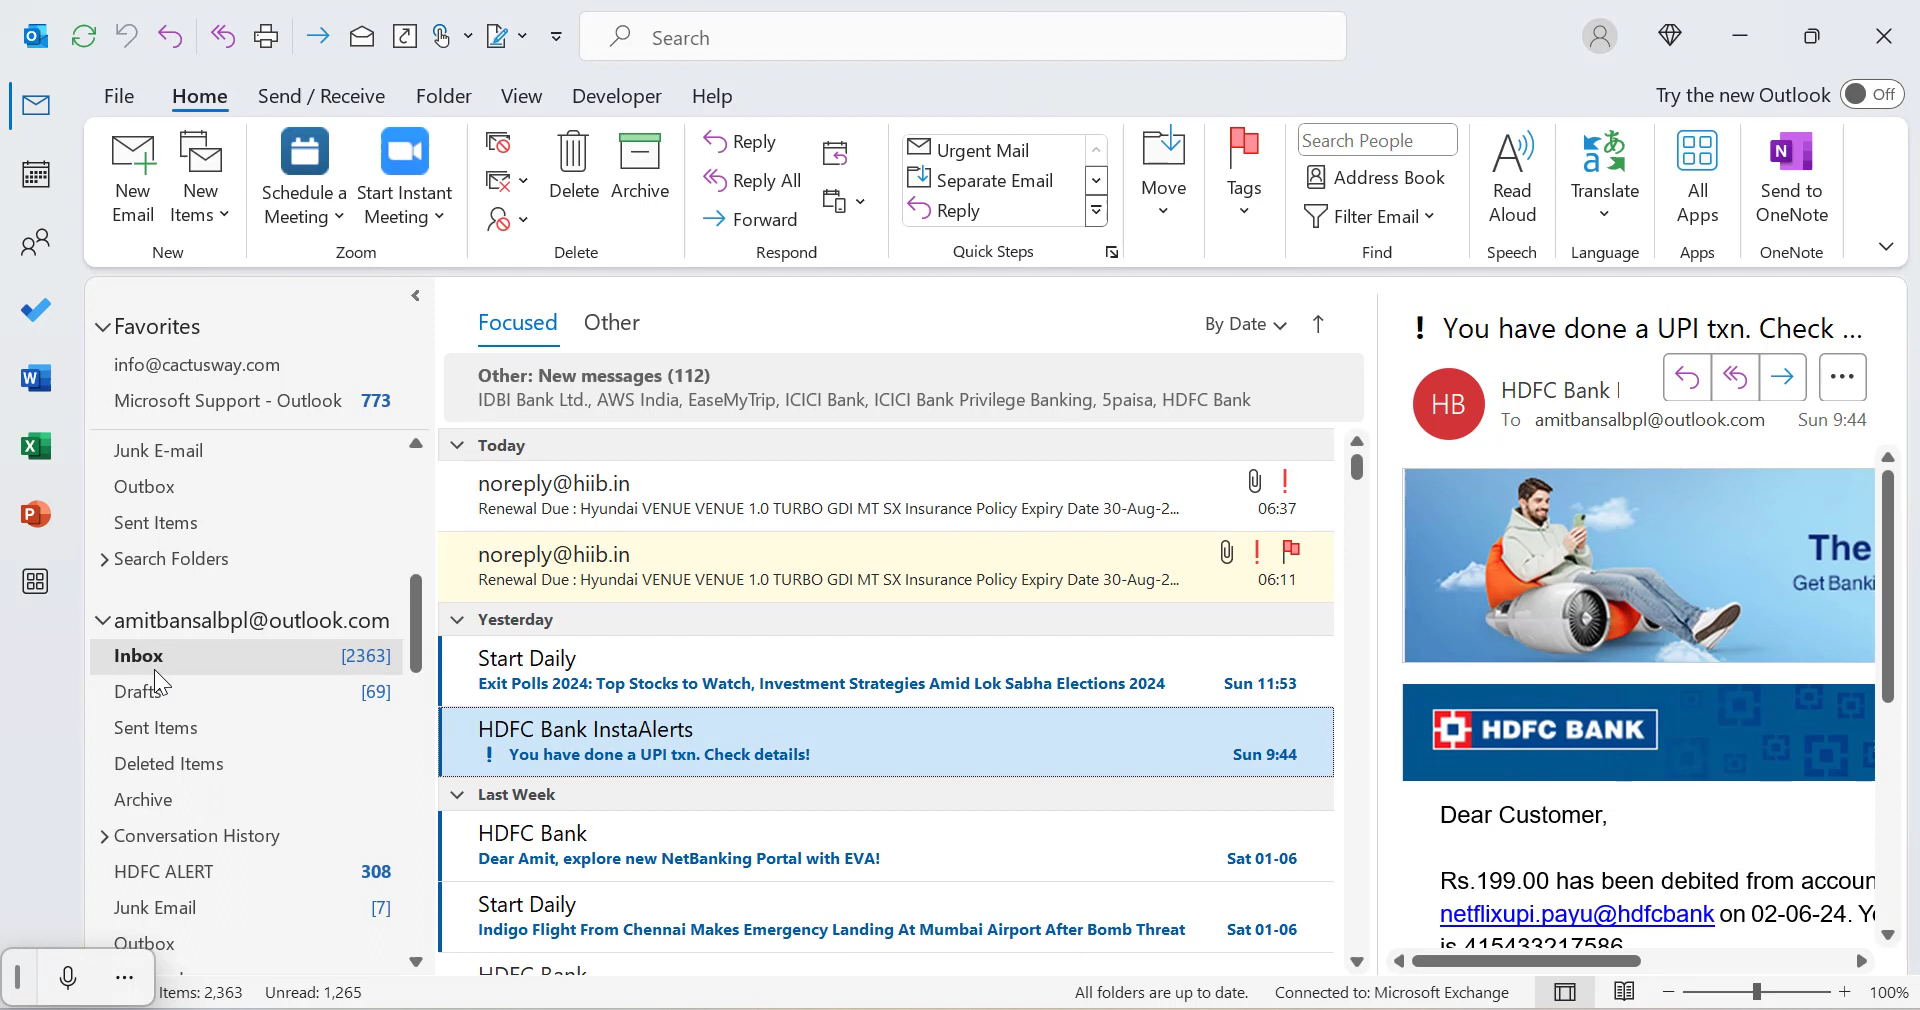 Search
File Home Send / Receive Folder View Developer Help
Try the new Outlook Off
New Email
New Items
New
Schedule a Meeting
Start Instant Meeting
Zoom
Delete
Archive
Delete
Reply
Reply All
Forward
Respond
Urgent Mail
Separate Email
Reply
Quick Steps
Move
Tags
Search People
Address Book
Filter Email
Find
Read Aloud
Speech
Translate
Language
All Apps
Apps
Send to OneNote
OneNote
Favorites
info@cactusway.com
Microsoft Support - Outlook 773
Junk E-mail
Outbox
Sent Items
Search Folders
amitbansalbpl@outlook.com
Inbox [2363]
Drafts [69]
Sent Items
Deleted Items
Archive
Conversation History
HDFC ALERT 308
Junk Email [7]
Outbox
Focused Other
By Date
Other: New messages (112)
IDBI Bank Ltd., AWS India, EaseMyTrip, ICICI Bank, ICICI Bank Privilege Banking, 5paisa, HDFC Bank
Today
noreply@hiib.in
Renewal Due : Hyundai VENUE VENUE 1.0 TURBO GDI MT SX Insurance Policy Expiry Date 30-Aug-2... 06:37
noreply@hiib.in
Renewal Due : Hyundai VENUE VENUE 1.0 TURBO GDI MT SX Insurance Policy Expiry Date 30-Aug-2... 06:11
Yesterday
Start Daily
Exit Polls 2024: Top Stocks to Watch, Investment Strategies Amid Lok Sabha Elections 2024 Sun 11:53
HDFC Bank InstaAlerts
! You have done a UPI txn. Check details! Sun 9:44
Last Week
HDFC Bank
Dear Amit, explore new NetBanking Portal with EVA! Sat 01-06
Start Daily
Indigo Flight From Chennai Makes Emergency Landing At Mumbai Airport After Bomb Threat Sat 01-06
HDFC Bank
! You have done a UPI txn. Check ...
HB
HDFC Bank I
To amitbansalbpl@outlook.com Sun 9:44
The
Get Banki
HDFC BANK
Dear Customer,
Rs.199.00 has been debited from accoun
netflixupi.payu@hdfcbank on 02-06-24. Y
is 415433217586
Items: 2,363 Unread: 1,265
All folders are up to date. Connected to: Microsoft Exchange 100%